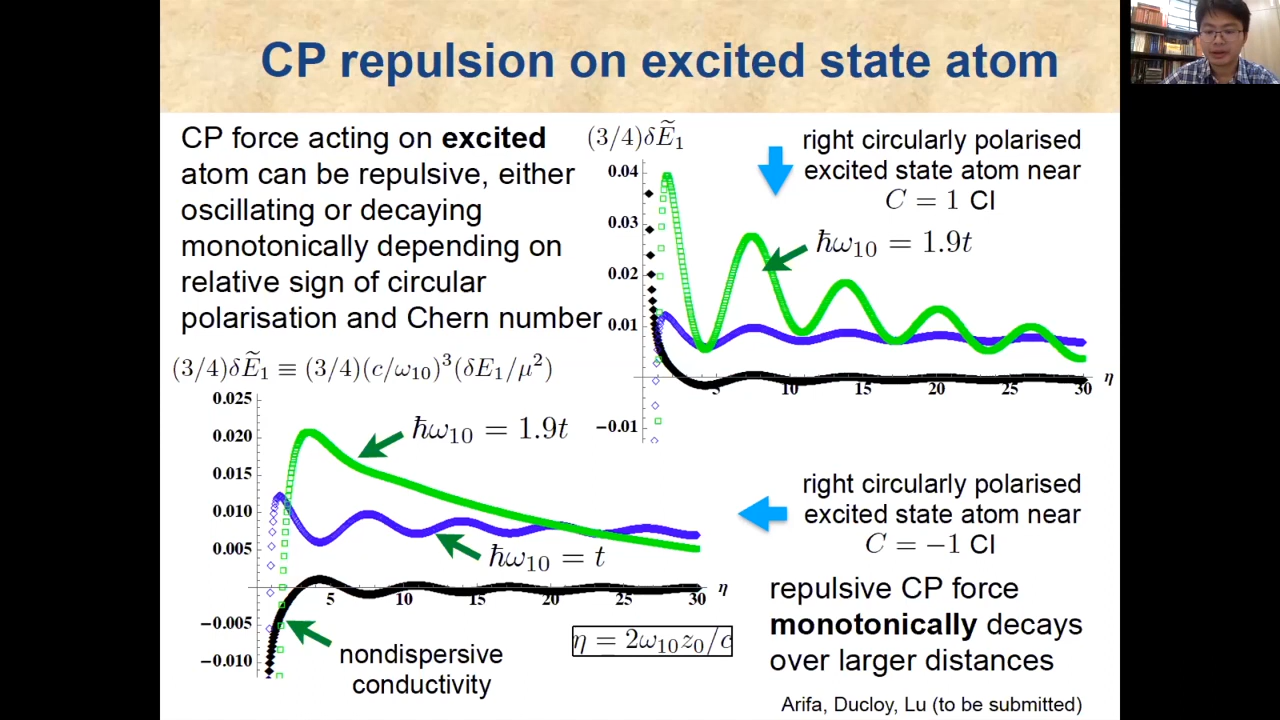 CP repulsion on excited state atom
CP force acting on excited
atom can be repulsive, either
oscillating or decaying
monotonically depending on
relative sign of circular
polarisation and Chern number
(3/4)δẼ₁ ≡ (3/4)(c/ω₁₀)³(δE₁/μ²)
(3/4)δẼ₁
0.04
0.03
0.02
0.01
−0.01
5
10
15
20
25
30
η
right circularly polarised
excited state atom near
C = 1 CI
ħω₁₀ = 1.9t
0.025
0.020
0.015
0.010
0.005
−0.005
−0.010
5
10
15
20
25
30
η
ħω₁₀ = 1.9t
ħω₁₀ = t
nondispersive
conductivity
η = 2ω₁₀z₀/c
right circularly polarised
excited state atom near
C = −1 CI
repulsive CP force
monotonically decays
over larger distances
Arifa, Ducloy, Lu (to be submitted)